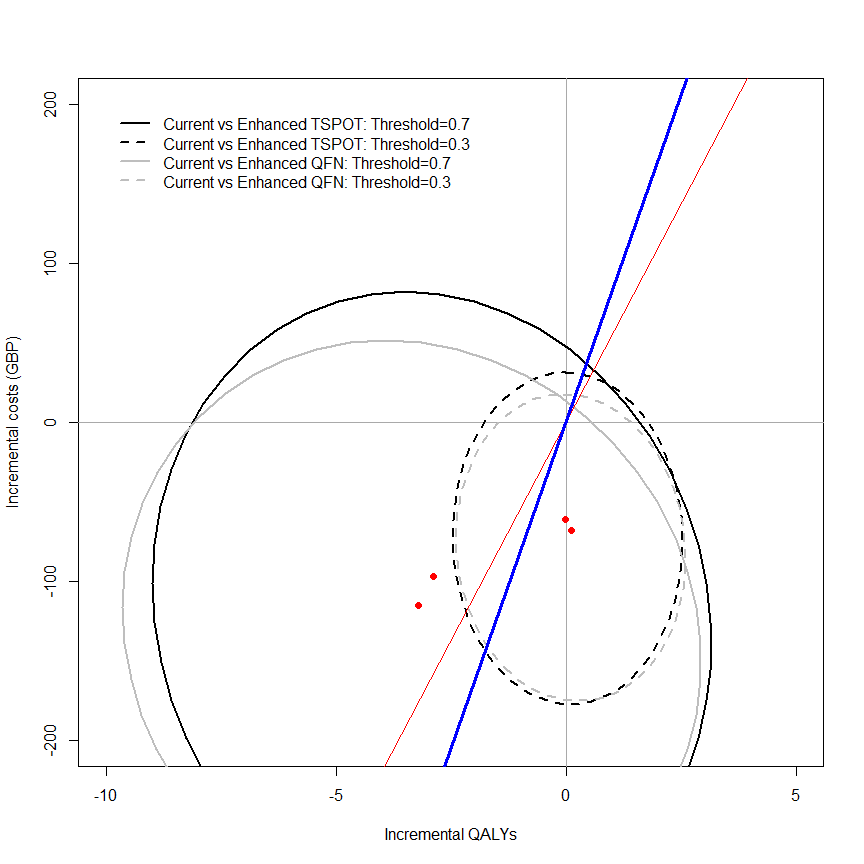 Current vs Enhanced TSPOT: Threshold=0.7
Current vs Enhanced TSPOT: Threshold=0.3
Current vs Enhanced QFN: Threshold=0.7
Current vs Enhanced QFN: Threshold=0.3
200
100
0
-100
-200
Incremental costs (GBP)
-10
-5
0
5
Incremental QALYs